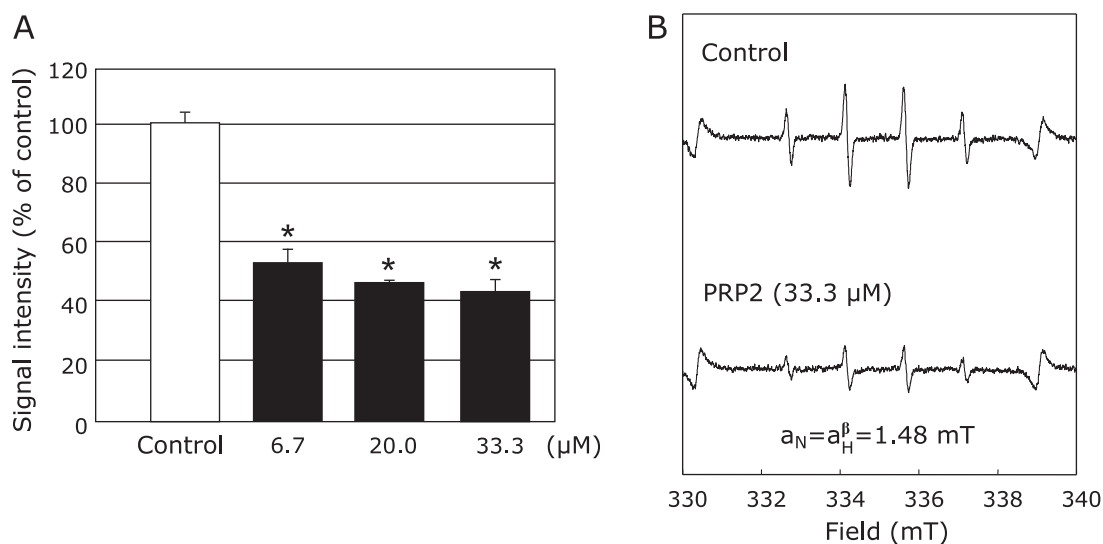 A
Signal intensity (% of control)
120
100
80
60
40
20
0
*
*
*
Control 6.7 20.0 33.3 (μM)
B
Control
PRP2 (33.3 μM)
aN=aβH=1.48 mT
330 332 334 336 338 340
Field (mT)